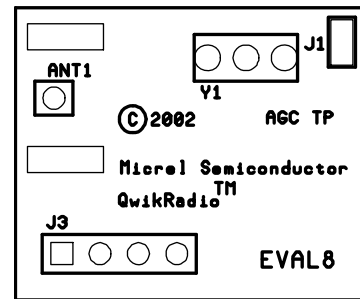 J1
ANT1
Y1
©2002 AGC TP
Micrel Semiconductor
QwikRadio™
J3
EVAL8